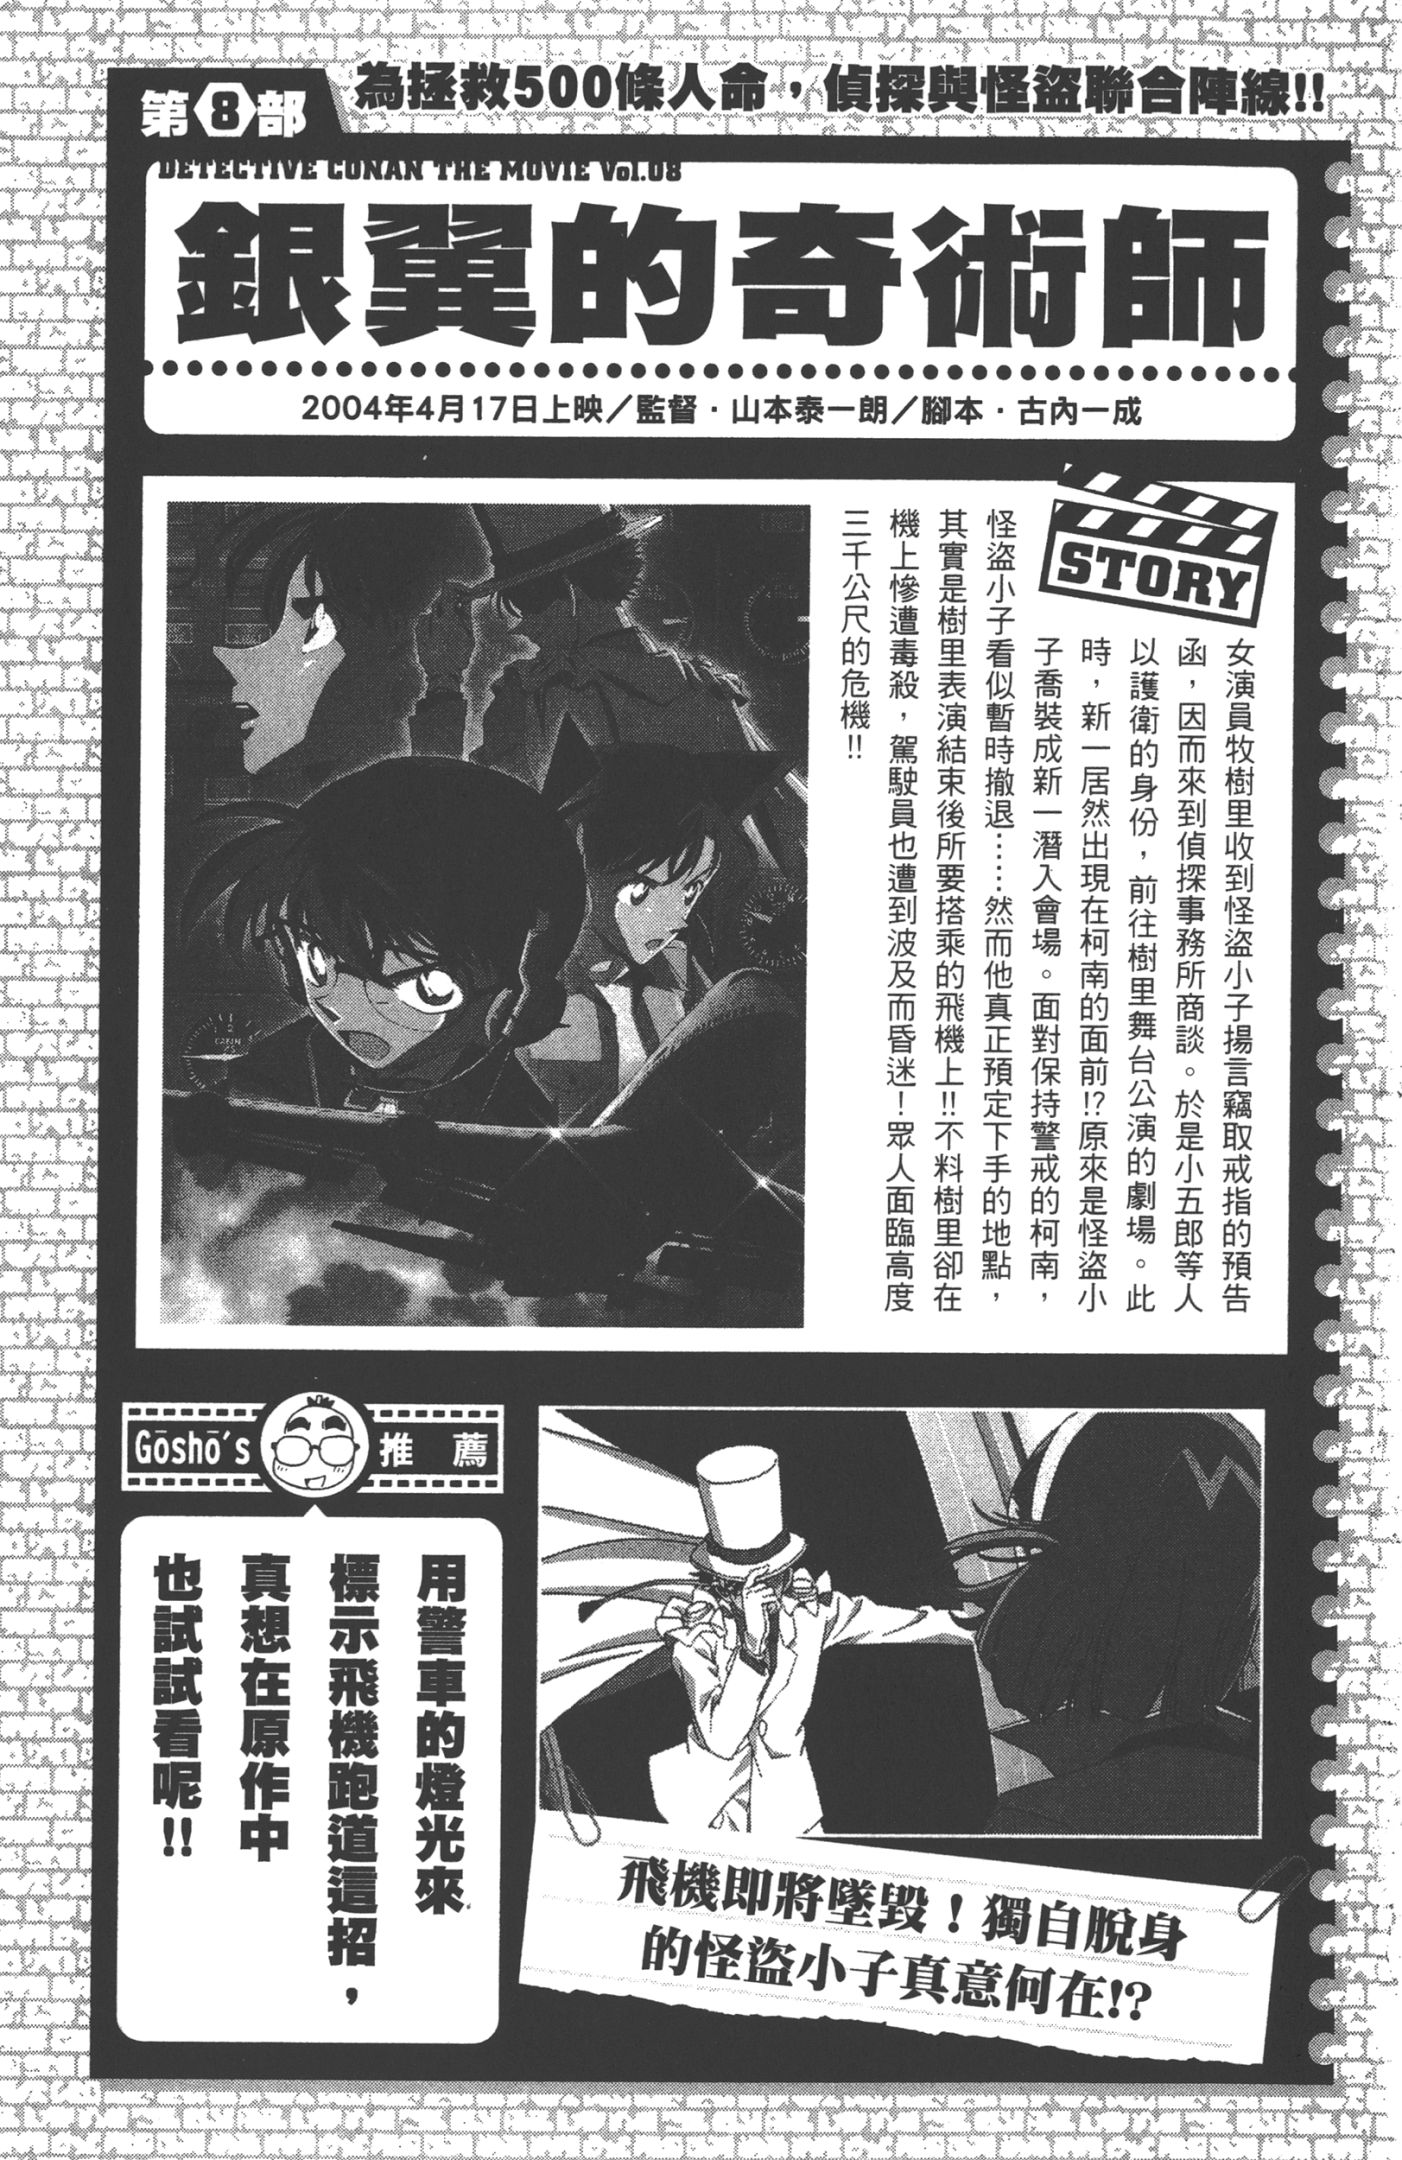 為拯救500條人命，偵探與怪盜聯合陣線!!
第8部
DETECTIVE CONAN THE MOVIE Vol.08
銀翼的奇術師
2004年4月17日上映／監督．山本泰一朗／腳本．古內一成
STORY
女演員牧樹里收到怪盜小子揚言竊取戒指的預告
函，因而來到偵探事務所商談。於是小五郎等人
以護衛的身份，前往樹里舞台公演的劇場。此
時，新一居然出現在柯南的面前!?原來是怪盜小
子喬裝成新一潛入會場。面對保持警戒的柯南，
怪盜小子看似暫時撤退……然而他真正預定下手的地點，
其實是樹里表演結束後所要搭乘的飛機上!!不料樹里卻在
機上慘遭毒殺，駕駛員也遭到波及而昏迷！眾人面臨高度
三千公尺的危機!!
CABIN
Gōshō's 推薦
用警車的燈光來
標示飛機跑道這招，
真想在原作中
也試試看呢!!
飛機即將墜毀！獨自脫身
的怪盜小子真意何在!?